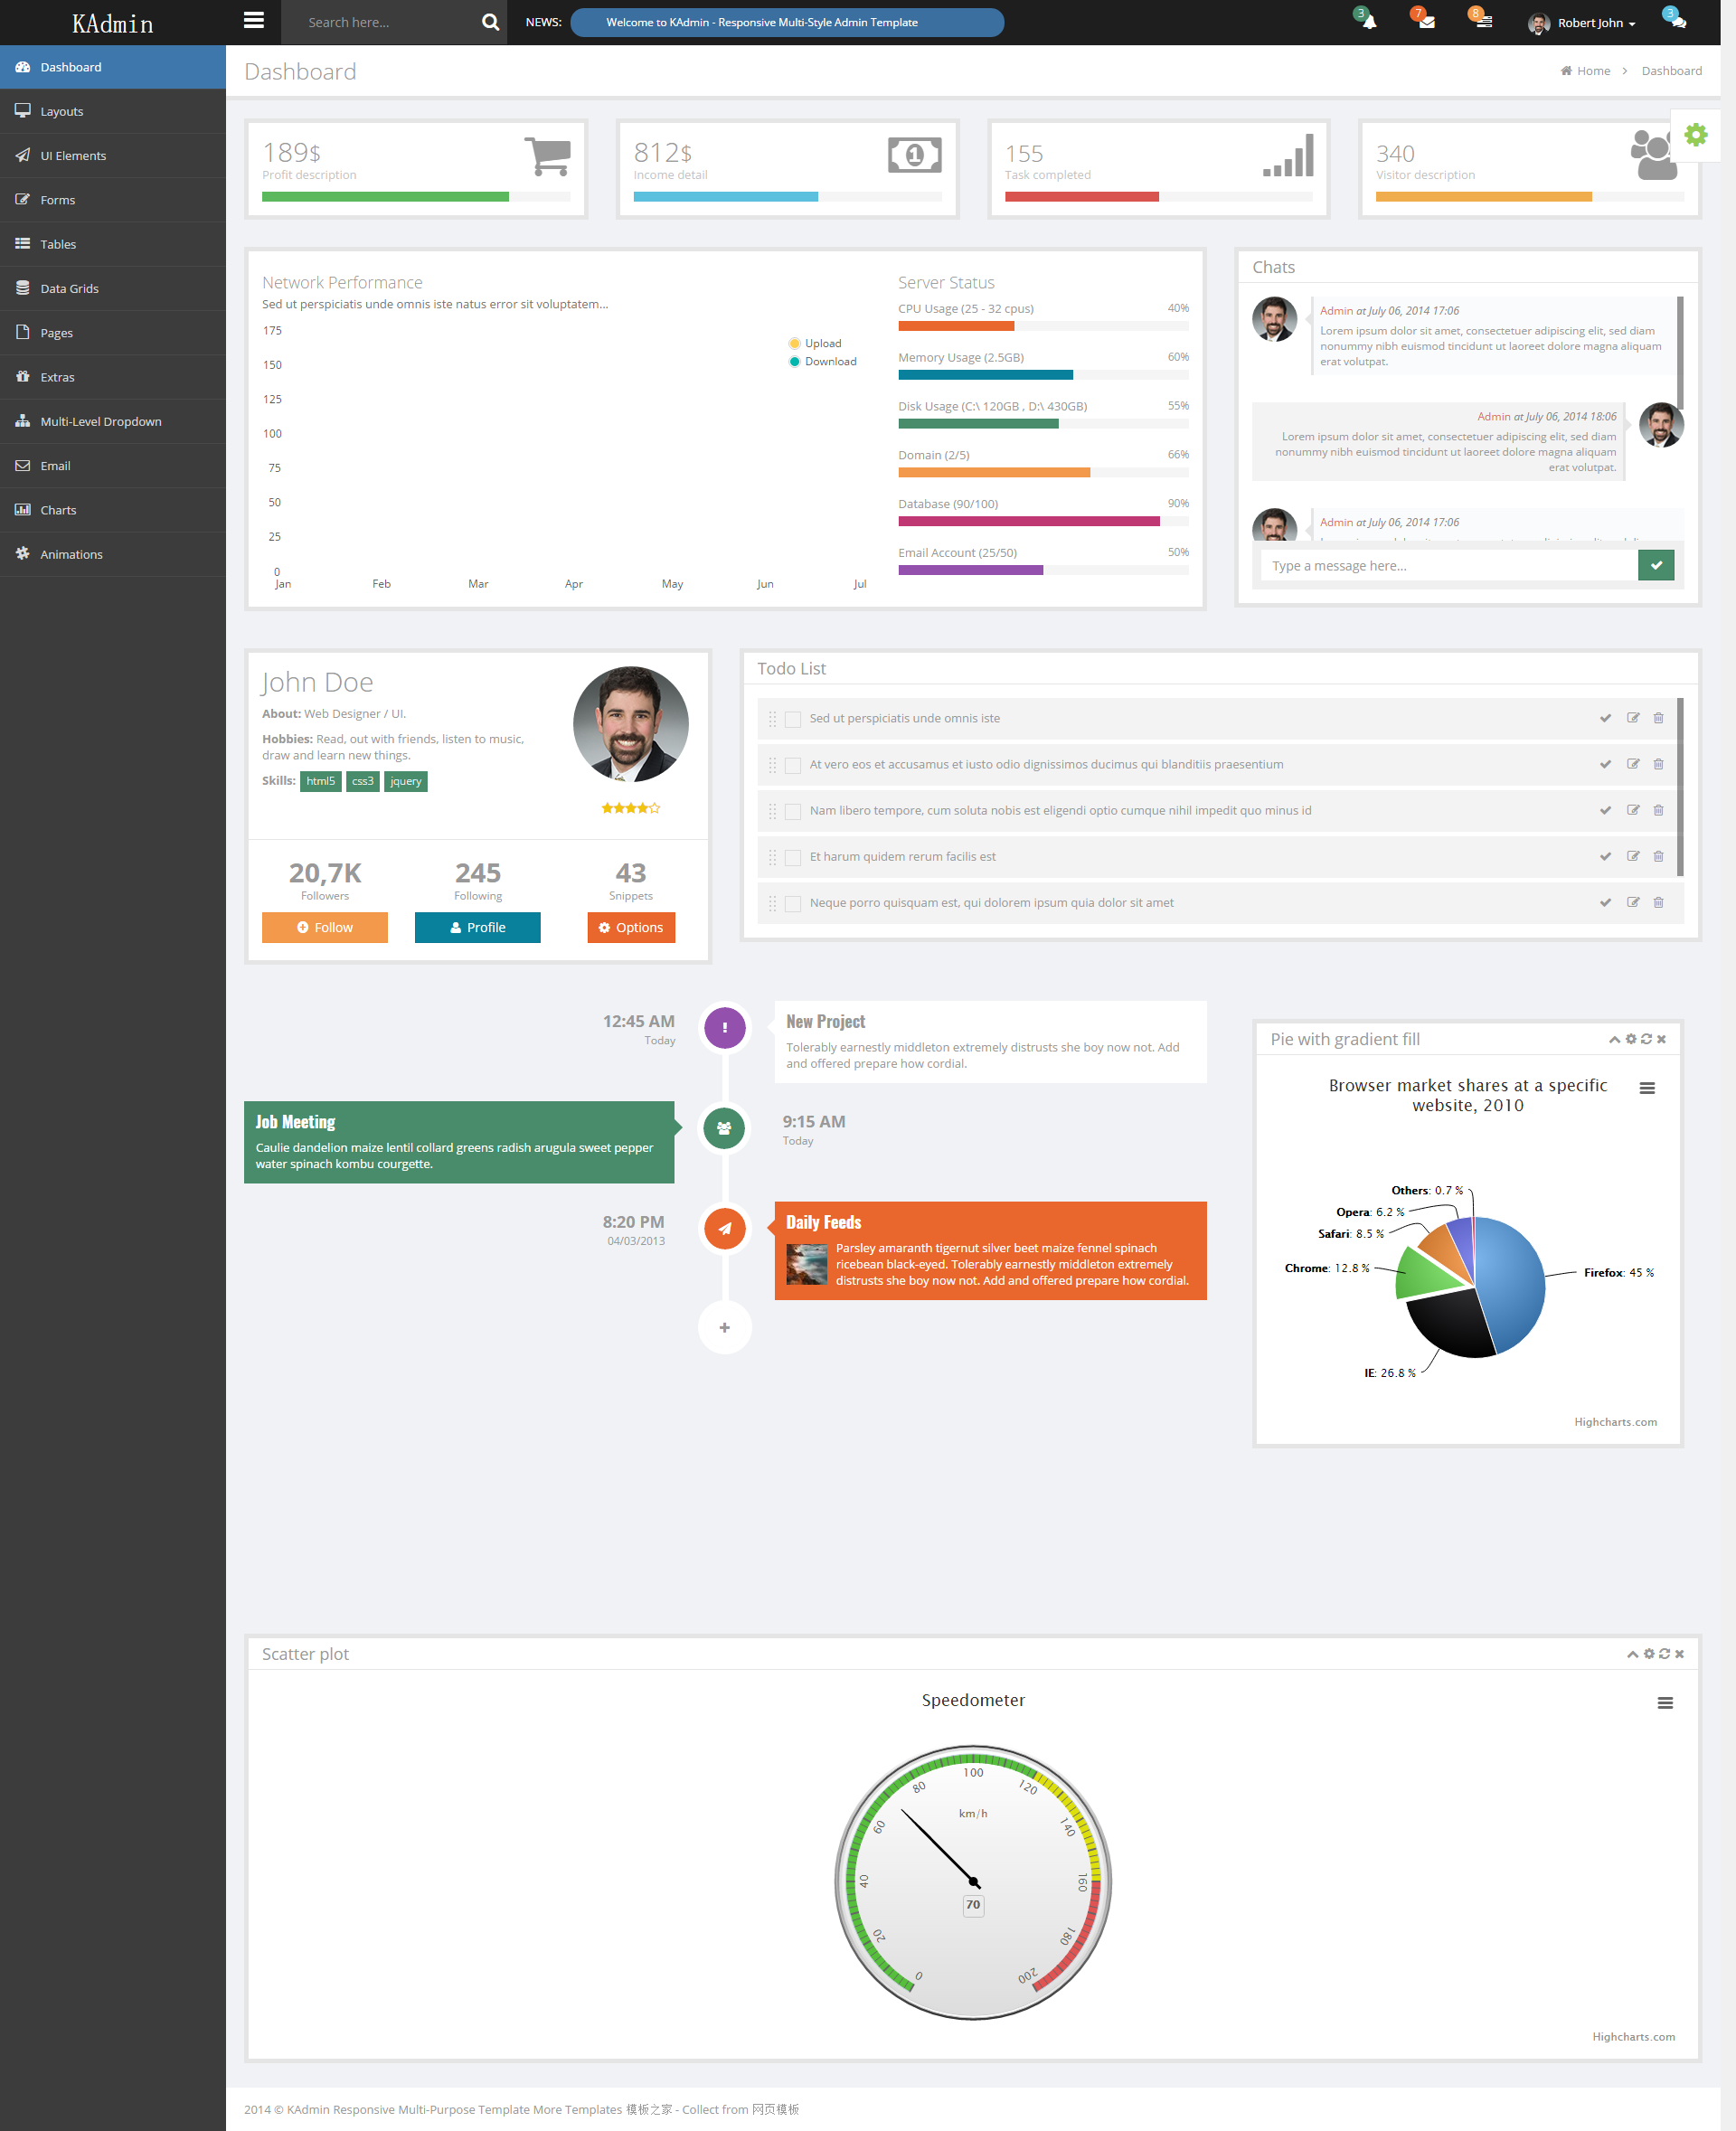 KAdmin
Search here...
NEWS:
Welcome to KAdmin - Responsive Multi-Style Admin Template
3
7
8
Robert John
3
Dashboard
Layouts
UI Elements
Forms
Tables
Data Grids
Pages
Extras
Multi-Level Dropdown
Email
Charts
Animations
Dashboard
Home
Dashboard
189$
Profit description
812$
Income detail
155
Task completed
340
Visitor description
Network Performance
Sed ut perspiciatis unde omnis iste natus error sit voluptatem...
175
150
125
100
75
50
25
0
Jan
Feb
Mar
Apr
May
Jun
Jul
Upload
Download
Server Status
CPU Usage (25 - 32 cpus)
40%
Memory Usage (2.5GB)
60%
Disk Usage (C:\ 120GB , D:\ 430GB)
55%
Domain (2/5)
66%
Database (90/100)
90%
Email Account (25/50)
50%
Chats
Admin at July 06, 2014 17:06
Lorem ipsum dolor sit amet, consectetuer adipiscing elit, sed diam
nonummy nibh euismod tincidunt ut laoreet dolore magna aliquam
erat volutpat.
Admin at July 06, 2014 18:06
Lorem ipsum dolor sit amet, consectetuer adipiscing elit, sed diam
nonummy nibh euismod tincidunt ut laoreet dolore magna aliquam
erat volutpat.
Admin at July 06, 2014 17:06
Type a message here...
John Doe
About: Web Designer / UI.
Hobbies: Read, out with friends, listen to music,
draw and learn new things.
Skills: html5 css3 jquery
20,7K
Followers
Follow
245
Following
Profile
43
Snippets
Options
Todo List
Sed ut perspiciatis unde omnis iste
At vero eos et accusamus et iusto odio dignissimos ducimus qui blanditiis praesentium
Nam libero tempore, cum soluta nobis est eligendi optio cumque nihil impedit quo minus id
Et harum quidem rerum facilis est
Neque porro quisquam est, qui dolorem ipsum quia dolor sit amet
12:45 AM
Today
New Project
Tolerably earnestly middleton extremely distrusts she boy now not. Add
and offered prepare how cordial.
Job Meeting
Caulie dandelion maize lentil collard greens radish arugula sweet pepper
water spinach kombu courgette.
9:15 AM
Today
8:20 PM
04/03/2013
Daily Feeds
Parsley amaranth tigernut silver beet maize fennel spinach
ricebean black-eyed. Tolerably earnestly middleton extremely
distrusts she boy now not. Add and offered prepare how cordial.
Pie with gradient fill
Browser market shares at a specific
website, 2010
Others: 0.7 %
Opera: 6.2 %
Safari: 8.5 %
Chrome: 12.8 %
Firefox: 45 %
IE: 26.8 %
Highcharts.com
Scatter plot
Speedometer
0
20
40
60
80
100
120
140
160
180
200
km/h
70
Highcharts.com
2014 © KAdmin Responsive Multi-Purpose Template More Templates 模板之家 - Collect from 网页模板